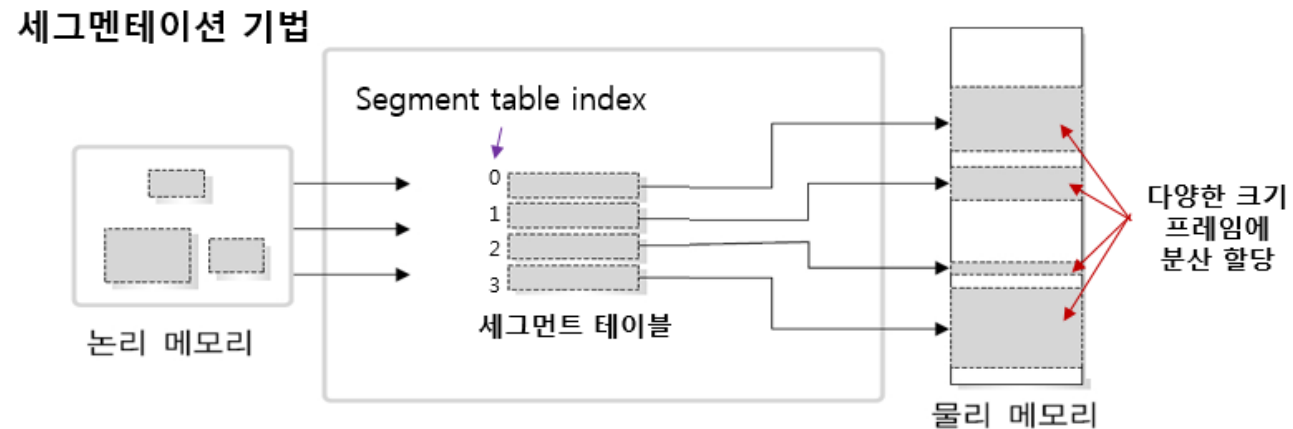 세그멘테이션 기법
Segment table index
0
1
2
3
세그먼트 테이블
논리 메모리
다양한 크기
프레임에
분산 할당
물리 메모리